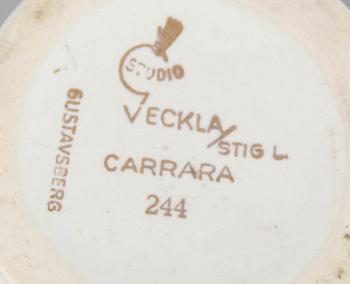 STUDIO
VECKLA/STIG L.
CARRARA
244
GUSTAVSBERG